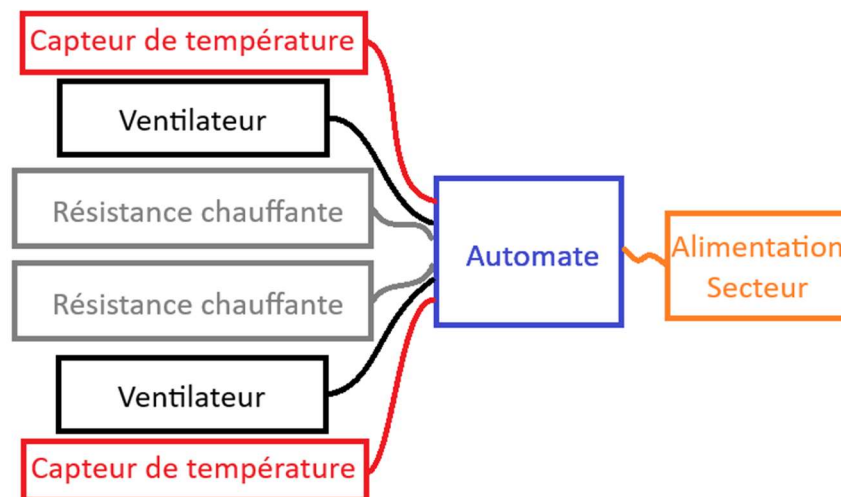 Capteur de température
Ventilateur
Résistance chauffante
Résistance chauffante
Ventilateur
Capteur de température
Automate
Alimentation
Secteur